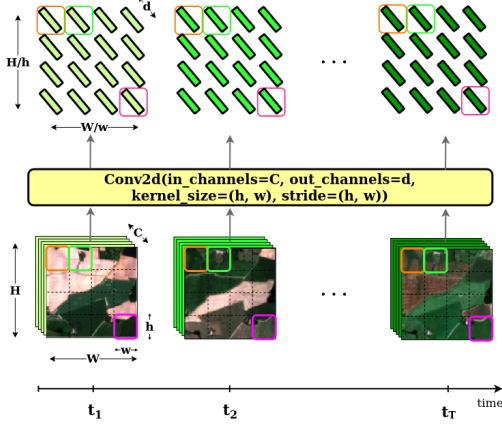 d
H/h
. . .
W/w
Conv2d(in_channels=C, out_channels=d,
kernel_size=(h, w), stride=(h, w))
C
H
. . .
h
w
W
time
t1
t2
tT